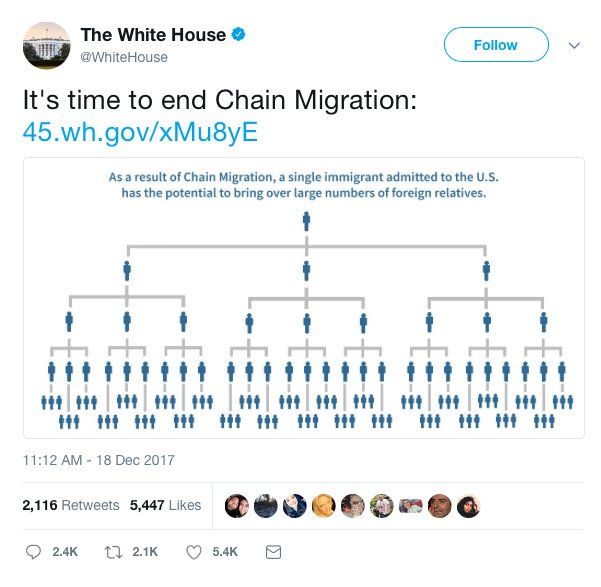 The White House
@WhiteHouse
Follow
It's time to end Chain Migration:
45.wh.gov/xMu8yE
As a result of Chain Migration, a single immigrant admitted to the U.S.
has the potential to bring over large numbers of foreign relatives.
11:12 AM - 18 Dec 2017
2,116 Retweets 5,447 Likes
2.4K 2.1K 5.4K